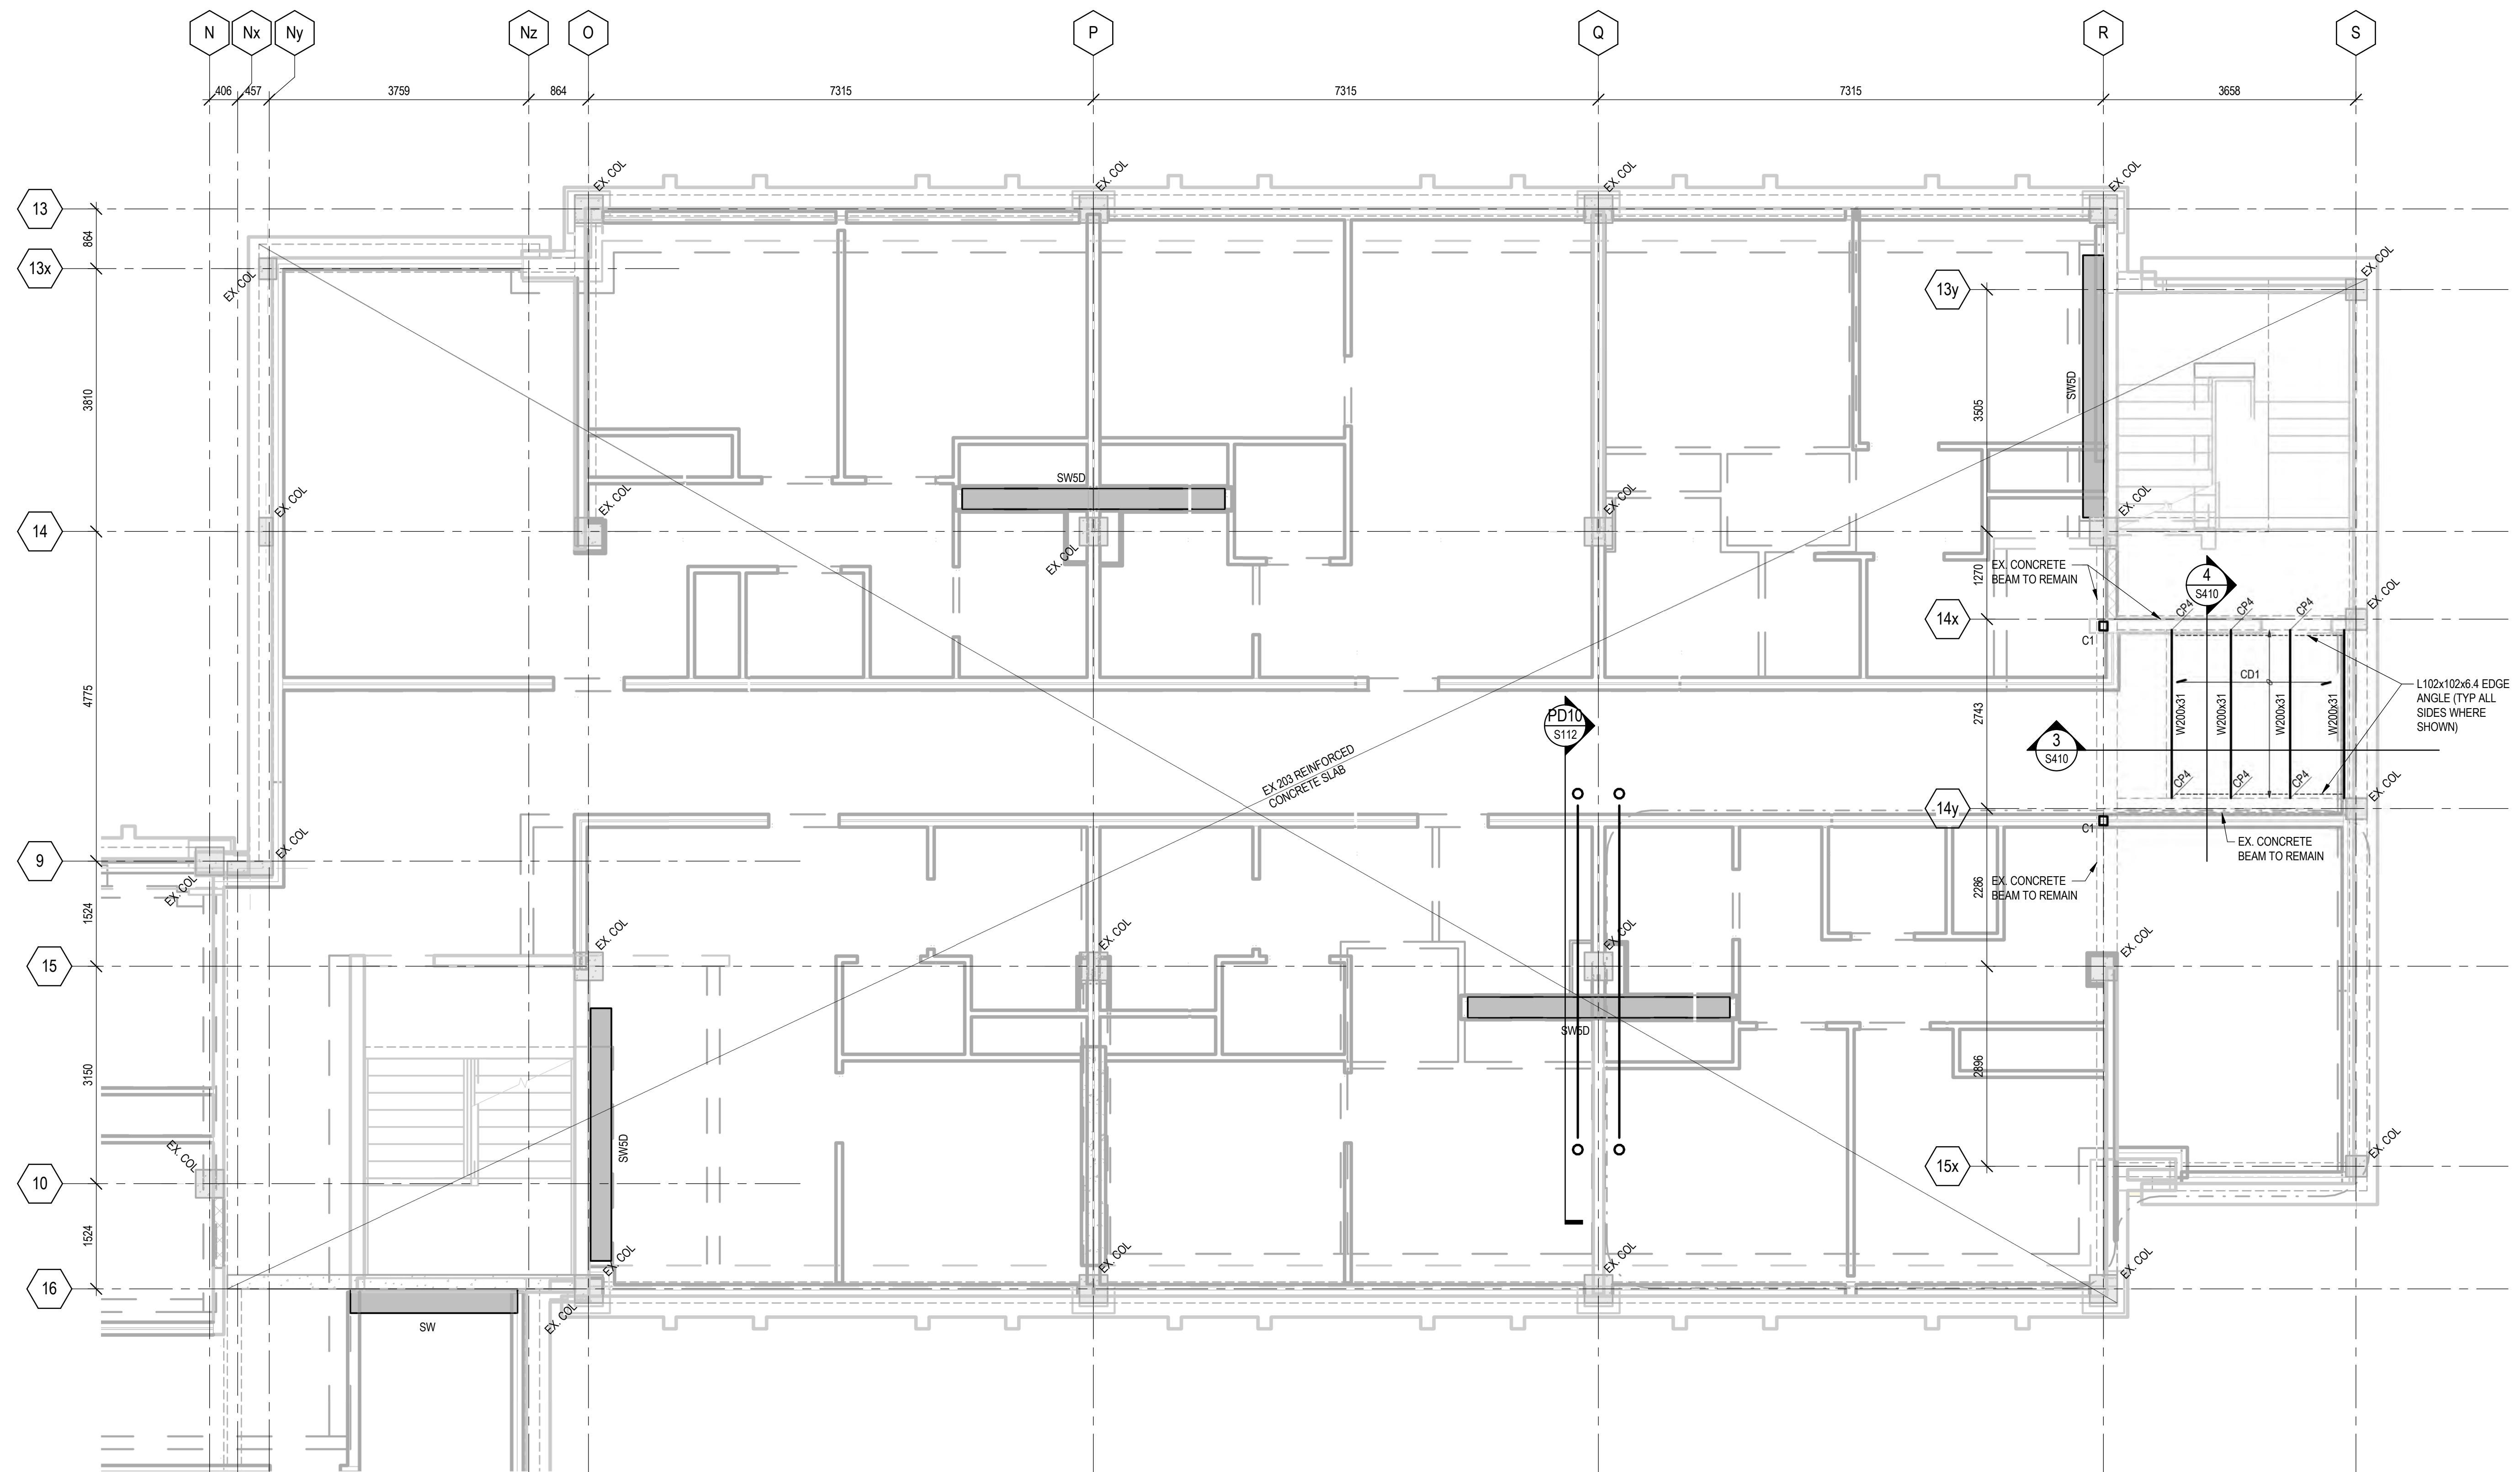 N
Nx
Ny
Nz
O
P
Q
R
S
406
457
3759
864
7315
7315
7315
3658
EX. COL
EX. COL
EX. COL
EX. COL
13
864
13x
EX. COL
EX. COL
13y
3810
3505
SW5D
SW5D
EX. COL
EX. COL
EX. COL
EX. COL
14
EX. COL
1270
EX. CONCRETE
BEAM TO REMAIN
4
S410
EX. COL
14x
CP4
CP4
CP4
C1
CD1
L102x102x6.4 EDGE
ANGLE (TYP ALL
SIDES WHERE
SHOWN)
4775
2743
W200x31
W200x31
W200x31
W200x31
PD10
S112
3
S410
EX 203 REINFORCED
CONCRETE SLAB
CP4
CP4
CP4
EX. COL
14y
C1
EX. CONCRETE
BEAM TO REMAIN
9
EX. COL
EX. COL
EX. CONCRETE
BEAM TO REMAIN
2286
1524
EX. COL
EX. COL
EX. COL
EX. COL
15
SW5D
3150
2896
SW5D
EX. COL
EX. COL
15x
10
1524
EX. COL
EX. COL
EX. COL
EX. COL
16
EX. COL
SW